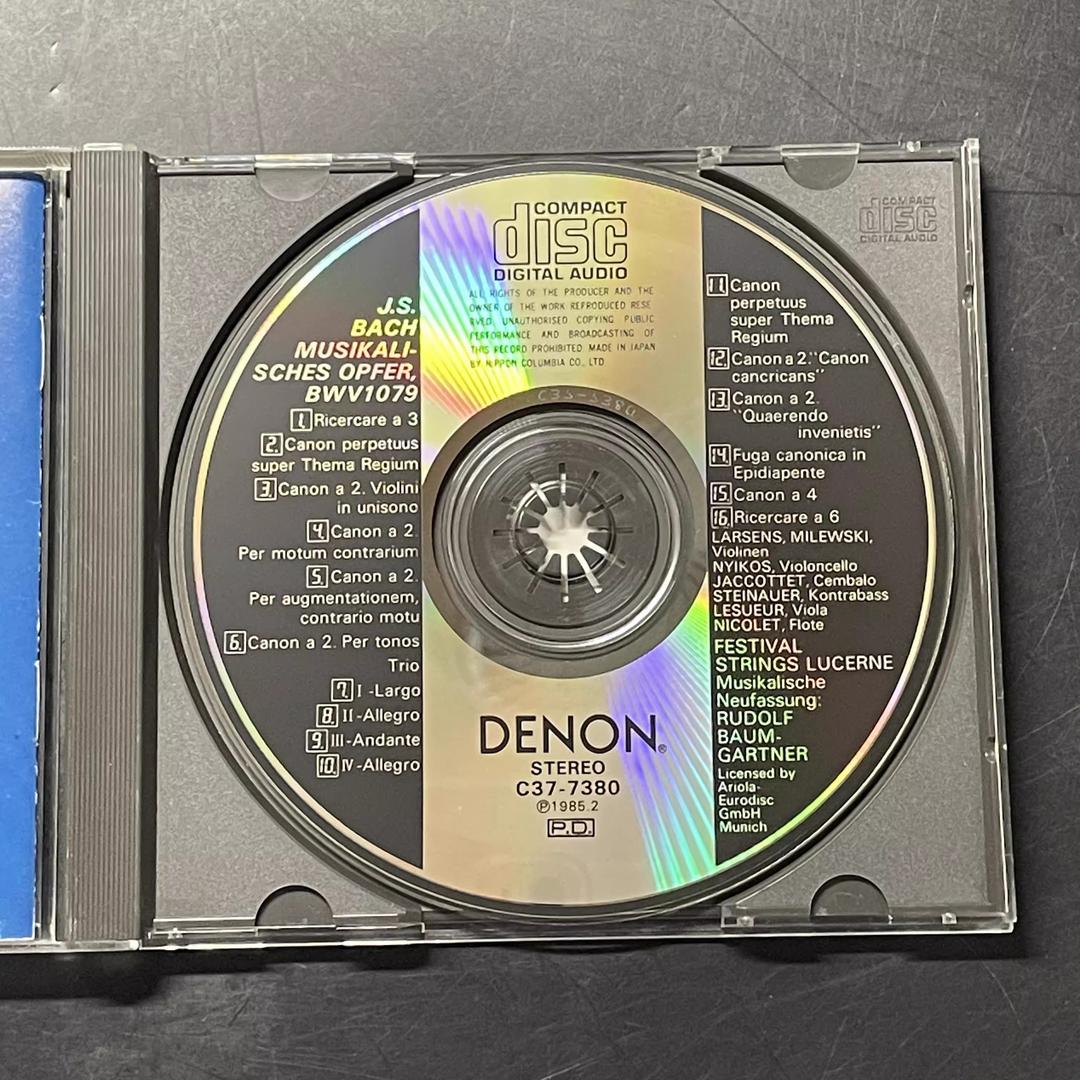 COMPACT
disc
DIGITAL AUDIO
ALL RIGHTS OF THE PRODUCER AND THE
OWNER OF THE WORK REPRODUCED RESE
RVED UNAUTHORISED COPYING PUBLIC
PERFORMANCE AND BROADCASTING OF
THIS RECORD PROHIBITED MADE IN JAPAN
BY NIPPON COLUMBIA CO., LTD
C37-7380
J.S.
BACH
MUSIKALI-
SCHES OPFER,
BWV1079
1. Ricercare a 3
2. Canon perpetuus
super Thema Regium
3. Canon a 2. Violini
in unisono
4. Canon a 2.
Per motum contrarium
5. Canon a 2.
Per augmentationem,
contrario motu
6. Canon a 2. Per tonos
Trio
7. I -Largo
8. II-Allegro
9. III-Andante
10. IV-Allegro
11. Canon
perpetuus
super Thema
Regium
12. Canon a 2."Canon
cancricans"
13. Canon a 2.
"Quaerendo
invenietis"
14. Fuga canonica in
Epidiapente
15. Canon a 4
16. Ricercare a 6
LARSENS, MILEWSKI,
Violinen
NYIKOS, Violoncello
JACCOTTET, Cembalo
STEINAUER, Kontrabass
LESUEUR, Viola
NICOLET, Flote
FESTIVAL
STRINGS LUCERNE
Musikalische
Neufassung:
RUDOLF
BAUM-
GARTNER
Licensed by
Ariola-
Eurodisc
GmbH
Munich
DENON®
STEREO
C37-7380
℗1985.2
P.D.
COMPACT
disc
DIGITAL AUDIO